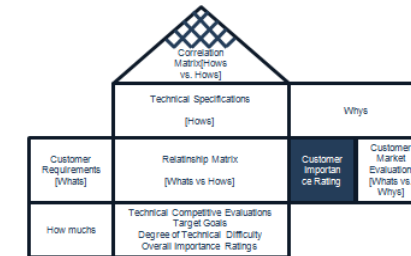 Correlation
Matrix[Hows
vs. Hows]
Technical Specifications
[Hows]
Whys
Customer
Requirements
[Whats]
Relatinship Matrix
[Whats vs Hows]
Customer
Importan
ce Rating
Customer
Market
Evaluation
[Whats vs.
Whys]
How muchs
Technical Competitive Evaluations
Target Goals
Degree of Technical Difficulty
Overall Importance Ratings